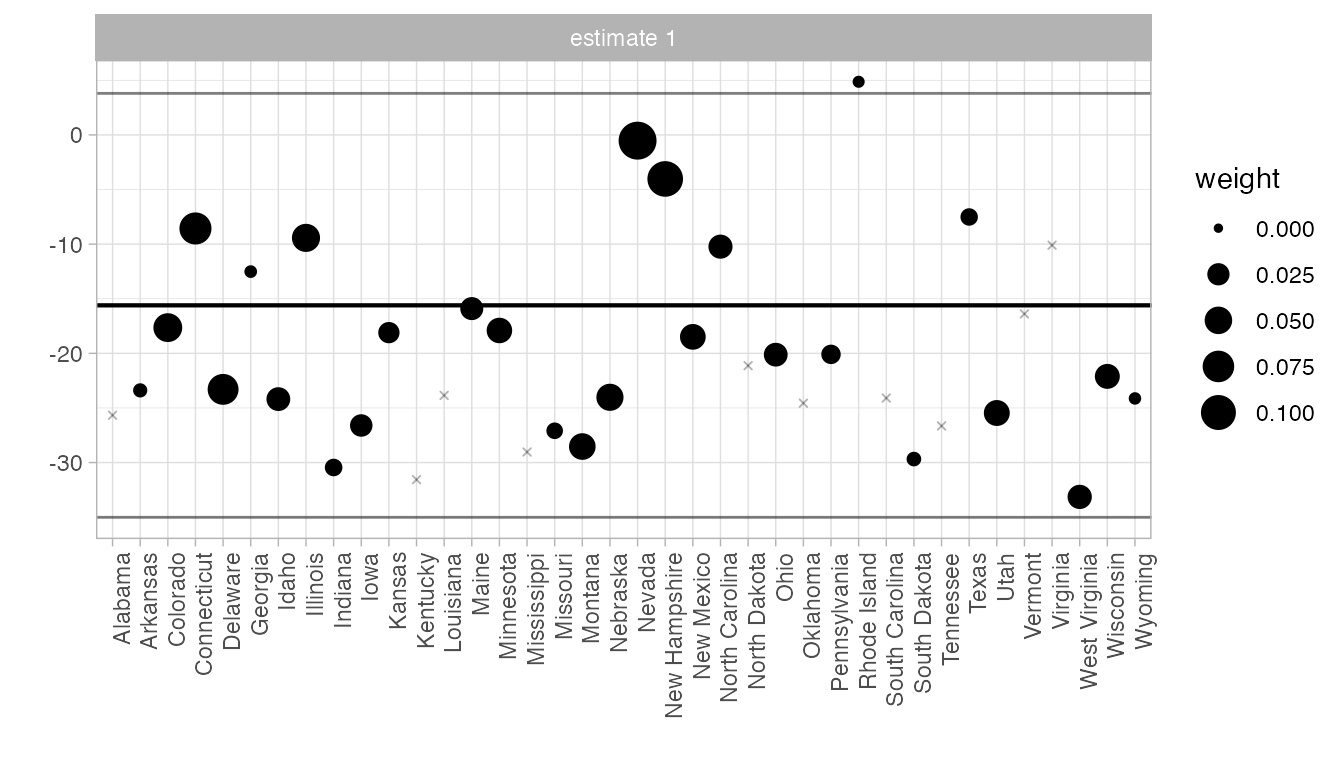 estimate 1
0
-10
-20
-30
Alabama
Arkansas
Colorado
Connecticut
Delaware
Georgia
Idaho
Illinois
Indiana
Iowa
Kansas
Kentucky
Louisiana
Maine
Minnesota
Mississippi
Missouri
Montana
Nebraska
Nevada
New Hampshire
New Mexico
North Carolina
North Dakota
Ohio
Oklahoma
Pennsylvania
Rhode Island
South Carolina
South Dakota
Tennessee
Texas
Utah
Vermont
Virginia
West Virginia
Wisconsin
Wyoming
weight
0.000
0.025
0.050
0.075
0.100